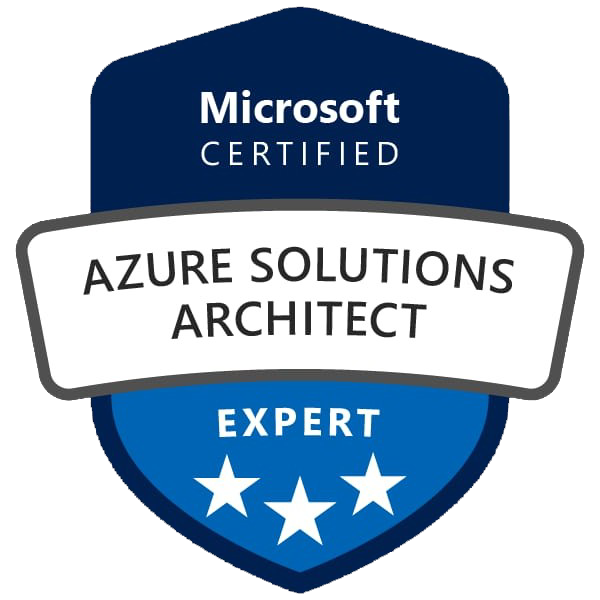 Microsoft
CERTIFIED
AZURE SOLUTIONS
ARCHITECT
EXPERT